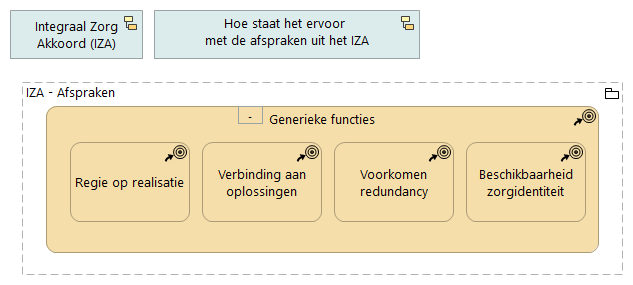 Integraal Zorg
Akkoord (IZA)
Hoe staat het ervoor
met de afspraken uit het IZA
IZA - Afspraken
-
Generieke functies
Regie op realisatie
Verbinding aan
oplossingen
Voorkomen
redundancy
Beschikbaarheid
zorgidentiteit